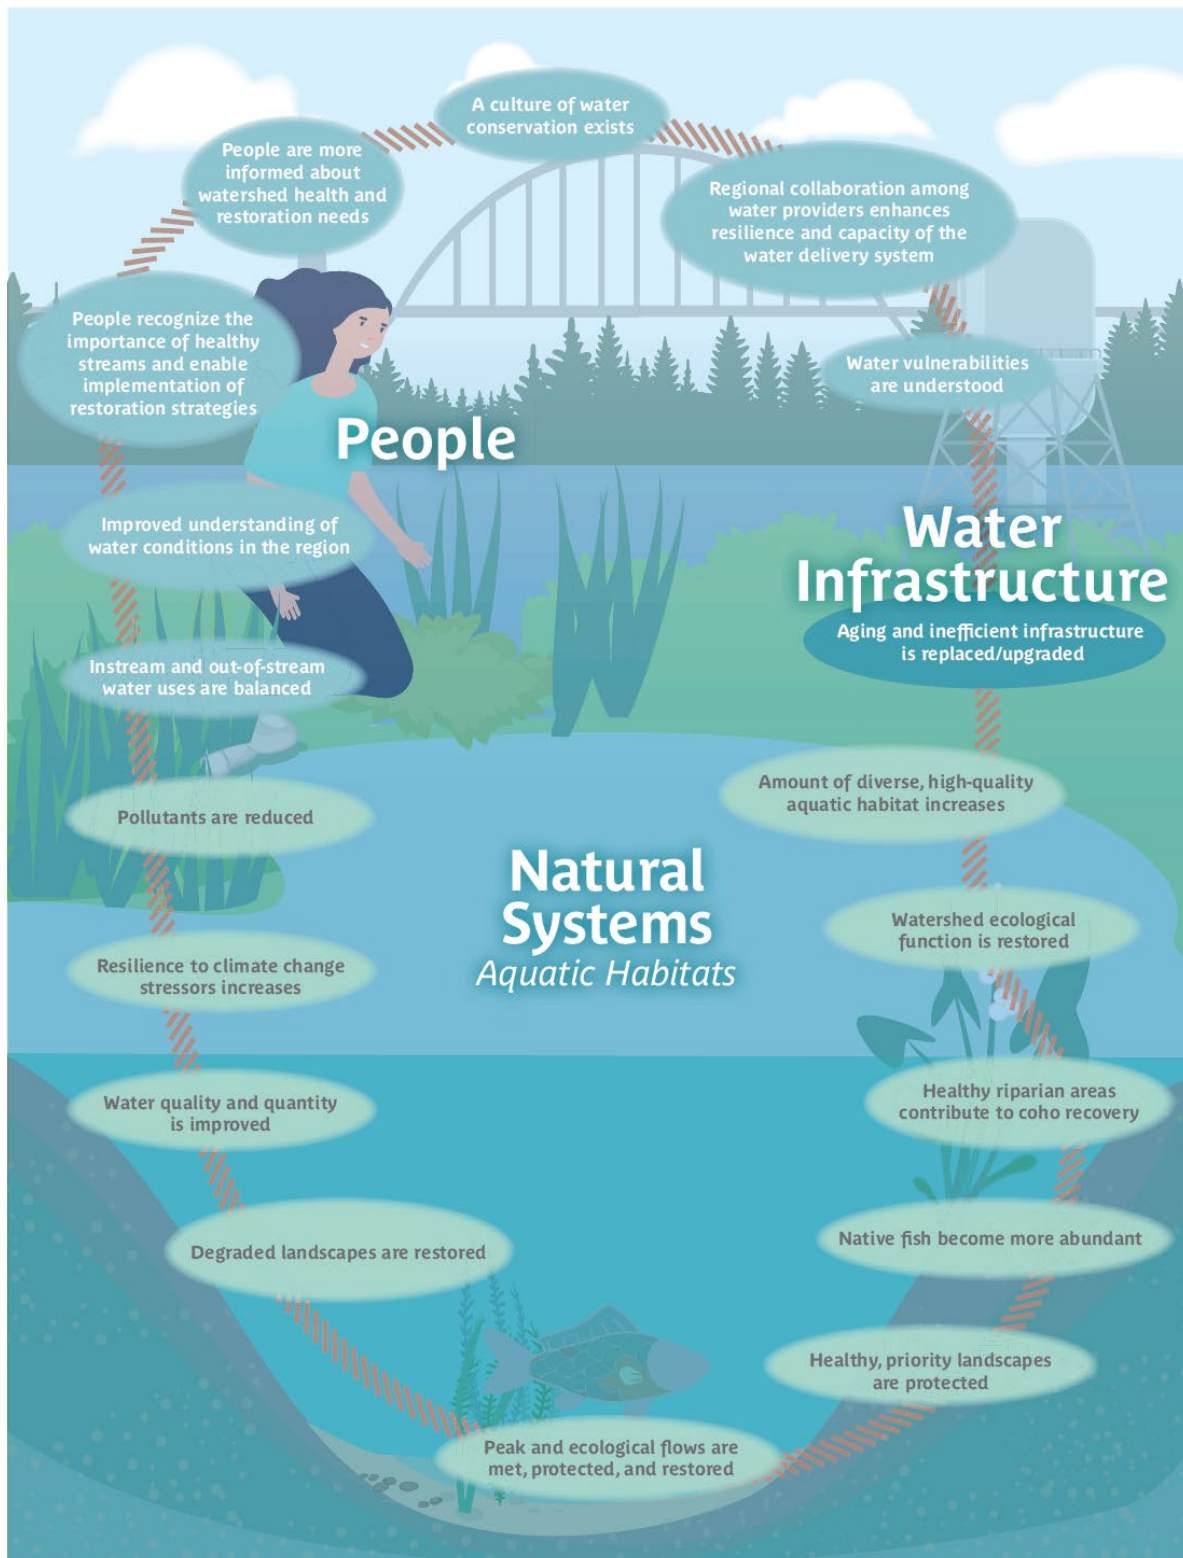 A culture of water
conservation exists
People are more
informed about
watershed health and
restoration needs
Regional collaboration among
water providers enhances
resilience and capacity of the
water delivery system
People recognize the
importance of healthy
streams and enable
implementation of
restoration strategies
Water vulnerabilities
are understood
People
Improved understanding of
water conditions in the region
Water
Infrastructure
Aging and inefficient infrastructure
is replaced/upgraded
Instream and out-of-stream
water uses are balanced
Pollutants are reduced
Amount of diverse, high-quality
aquatic habitat increases
Natural
Systems
Aquatic Habitats
Watershed ecological
function is restored
Resilience to climate change
stressors increases
Water quality and quantity
is improved
Healthy riparian areas
contribute to coho recovery
Degraded landscapes are restored
Native fish become more abundant
Healthy, priority landscapes
are protected
Peak and ecological flows are
met, protected, and restored